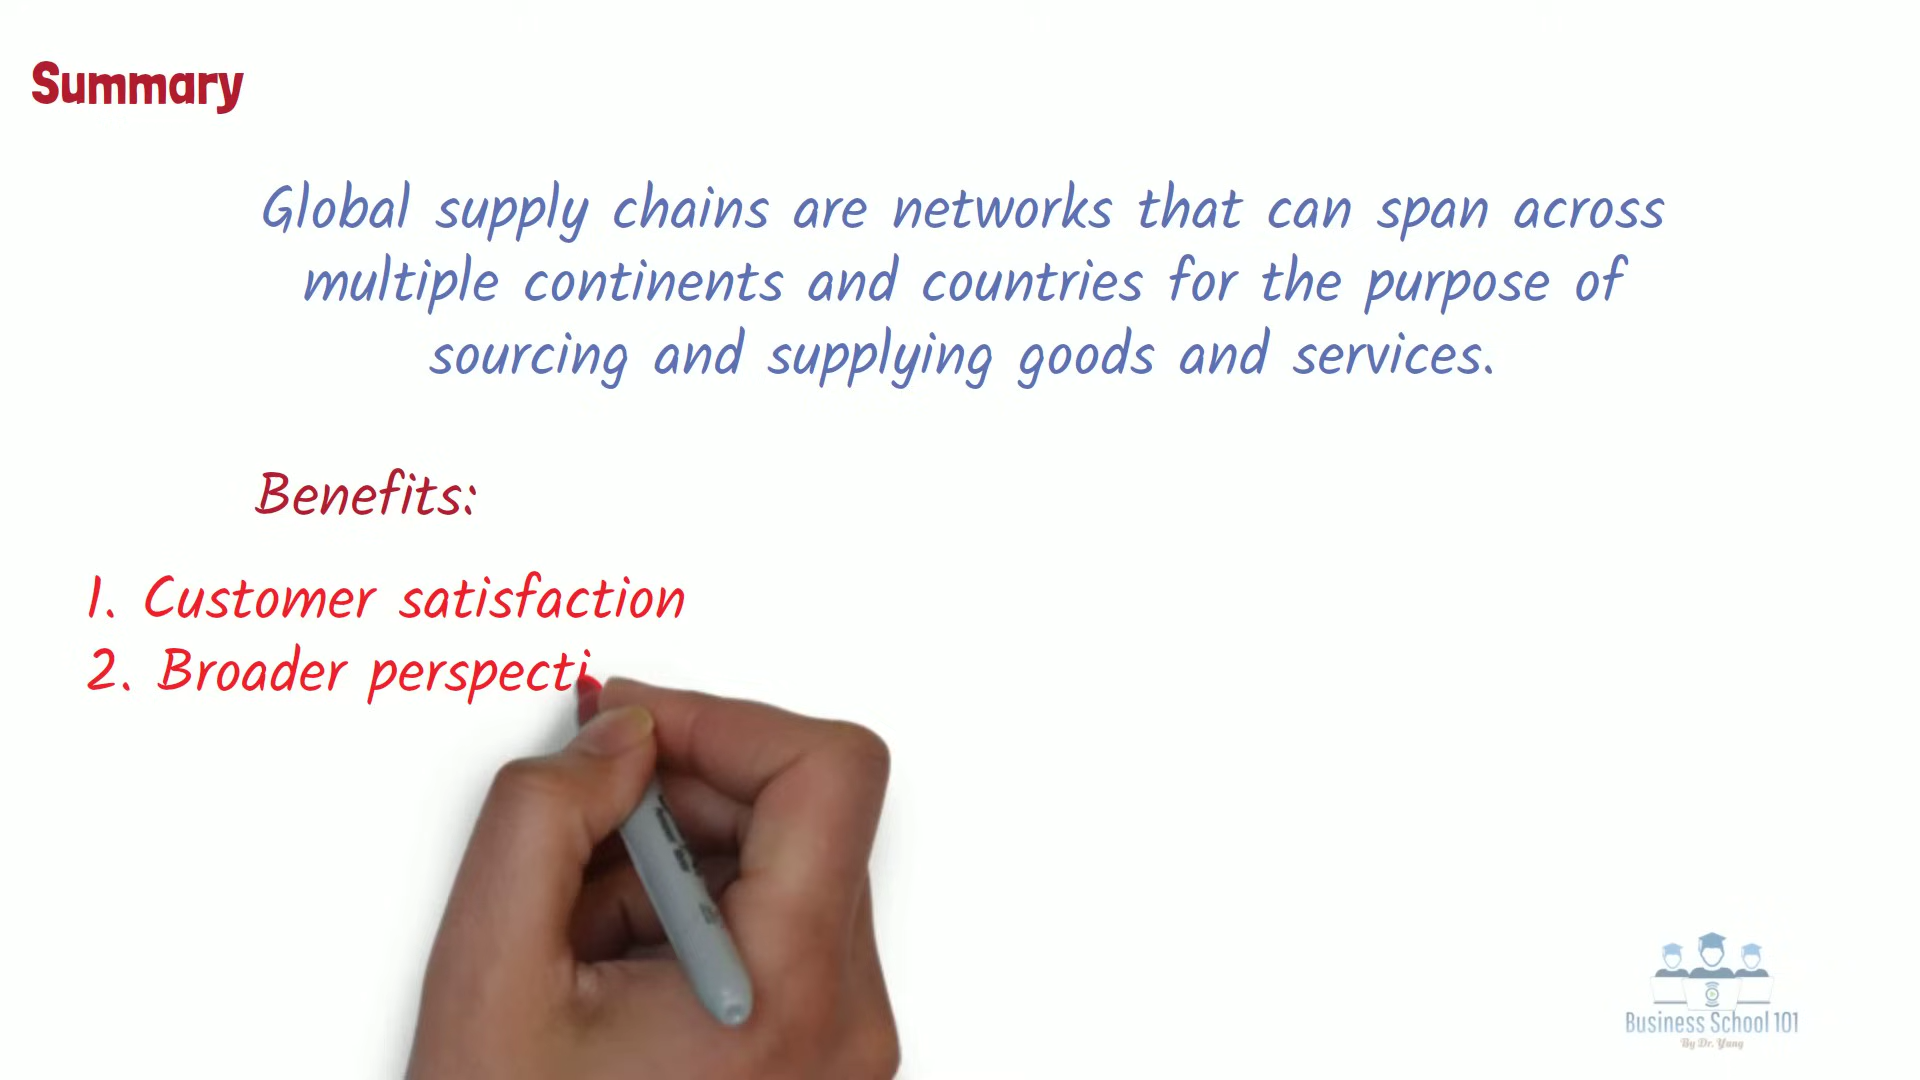 Summary
Global supply chains are networks that can span across
multiple continents and countries for the purpose of
sourcing and supplying goods and services.
Benefits:
1. Customer satisfaction
2. Broader perspecti
Business School 101
By Dr. Yang